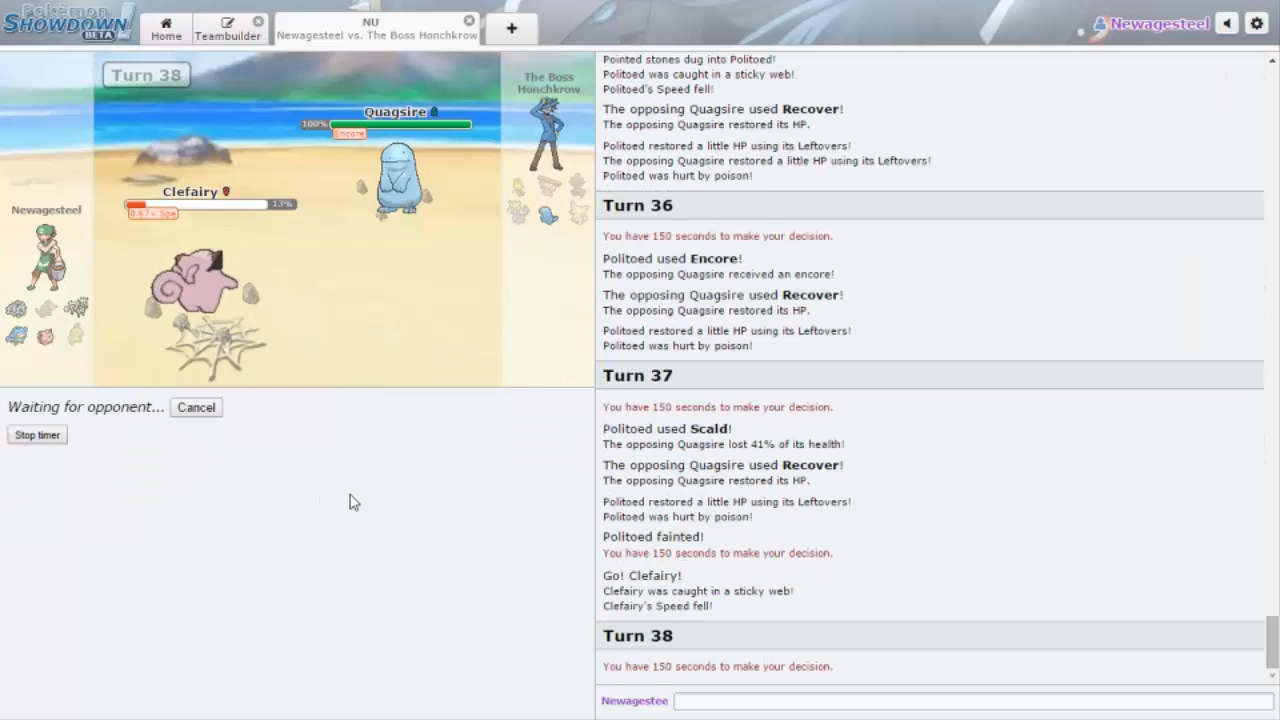 Pokémon
SHOWDOWN!
BETA
Home
Teambuilder
NU
Newagesteel vs. The Boss Honchkrow
+
Newagesteel
Turn 38
Quagsire
100%
Encore
Clefairy
13%
0.67x Spe
Newagesteel
The Boss
Honchkrow
Waiting for opponent...
Cancel
Stop timer
Pointed stones dug into Politoed!
Politoed was caught in a sticky web!
Politoed's Speed fell!
The opposing Quagsire used Recover!
The opposing Quagsire restored its HP.
Politoed restored a little HP using its Leftovers!
The opposing Quagsire restored a little HP using its Leftovers!
Politoed was hurt by poison!
Turn 36
You have 150 seconds to make your decision.
Politoed used Encore!
The opposing Quagsire received an encore!
The opposing Quagsire used Recover!
The opposing Quagsire restored its HP.
Politoed restored a little HP using its Leftovers!
Politoed was hurt by poison!
Turn 37
You have 150 seconds to make your decision.
Politoed used Scald!
The opposing Quagsire lost 41% of its health!
The opposing Quagsire used Recover!
The opposing Quagsire restored its HP.
Politoed restored a little HP using its Leftovers!
Politoed was hurt by poison!
Politoed fainted!
You have 150 seconds to make your decision.
Go! Clefairy!
Clefairy was caught in a sticky web!
Clefairy's Speed fell!
Turn 38
You have 150 seconds to make your decision.
Newagestee